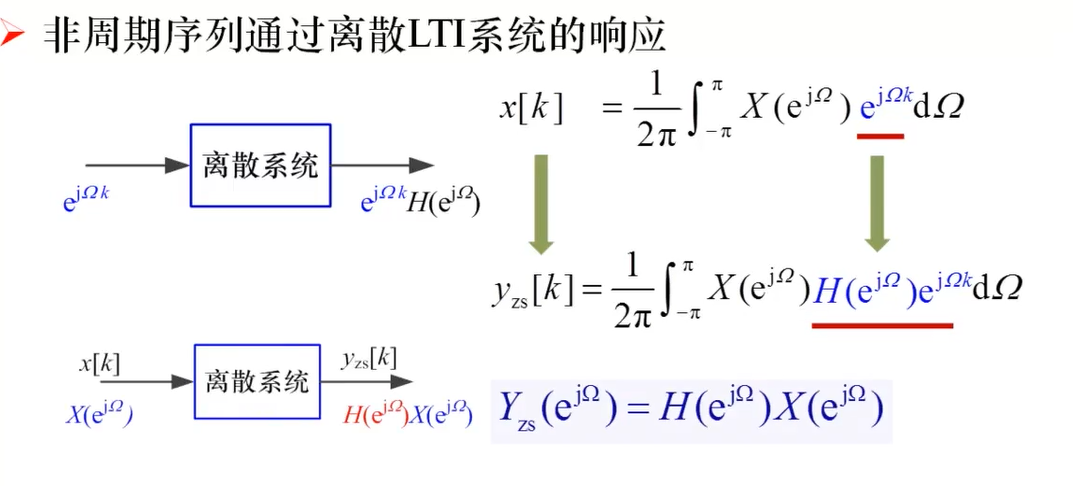 非周期序列通过离散LTI系统的响应
x[k] = 1/2π ∫_{-π}^{π} X(e^{jΩ}) e^{jΩk}dΩ
离散系统
e^{jΩk}
e^{jΩk}H(e^{jΩ})
y_{zs}[k] = 1/2π ∫_{-π}^{π} X(e^{jΩ})H(e^{jΩ})e^{jΩk}dΩ
x[k]
离散系统
y_{zs}[k]
X(e^{jΩ})
H(e^{jΩ})X(e^{jΩ})
Y_{zs}(e^{jΩ}) = H(e^{jΩ})X(e^{jΩ})